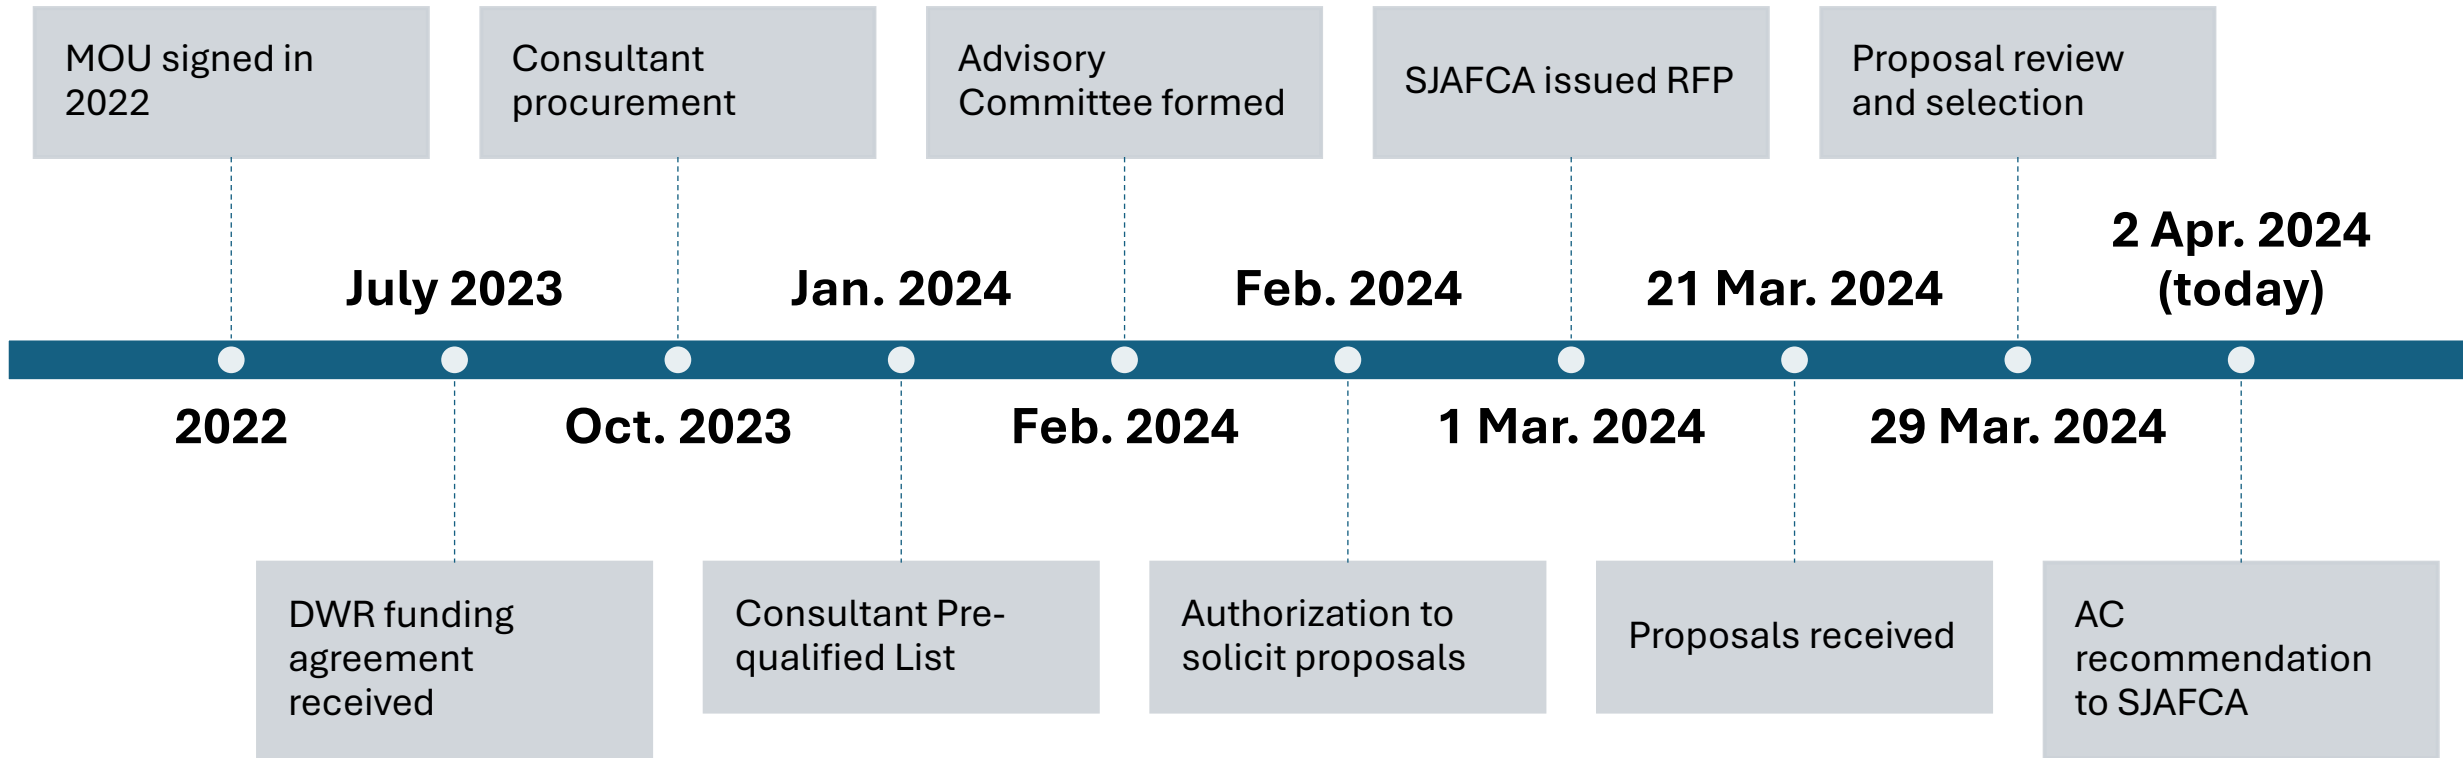 MOU signed in
2022
Consultant
procurement
Advisory
Committee formed
SJAFCA issued RFP
Proposal review
and selection
July 2023
Jan. 2024
Feb. 2024
21 Mar. 2024
2 Apr. 2024
(today)
2022
Oct. 2023
Feb. 2024
1 Mar. 2024
29 Mar. 2024
DWR funding
agreement
received
Consultant Pre-
qualified List
Authorization to
solicit proposals
Proposals received
AC
recommendation
to SJAFCA